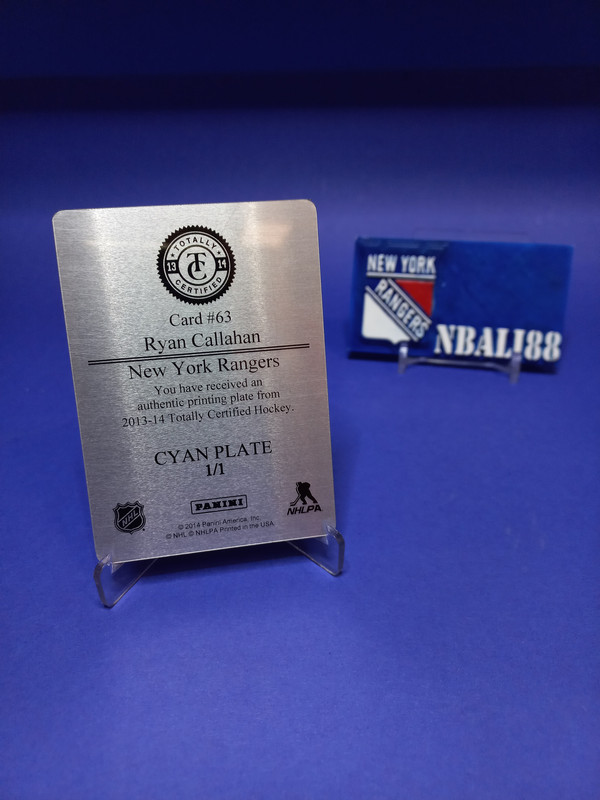 TOTALLY
13 TC 14
CERTIFIED
Card #63
Ryan Callahan
New York Rangers
You have received an
authentic printing plate from
2013-14 Totally Certified Hockey.
CYAN PLATE
1/1
NHL
PANINI
NHLPA
© 2014 Panini America, Inc.
© NHL © NHLPA Printed in the USA
NEW YORK
RANGERS
NBALI88